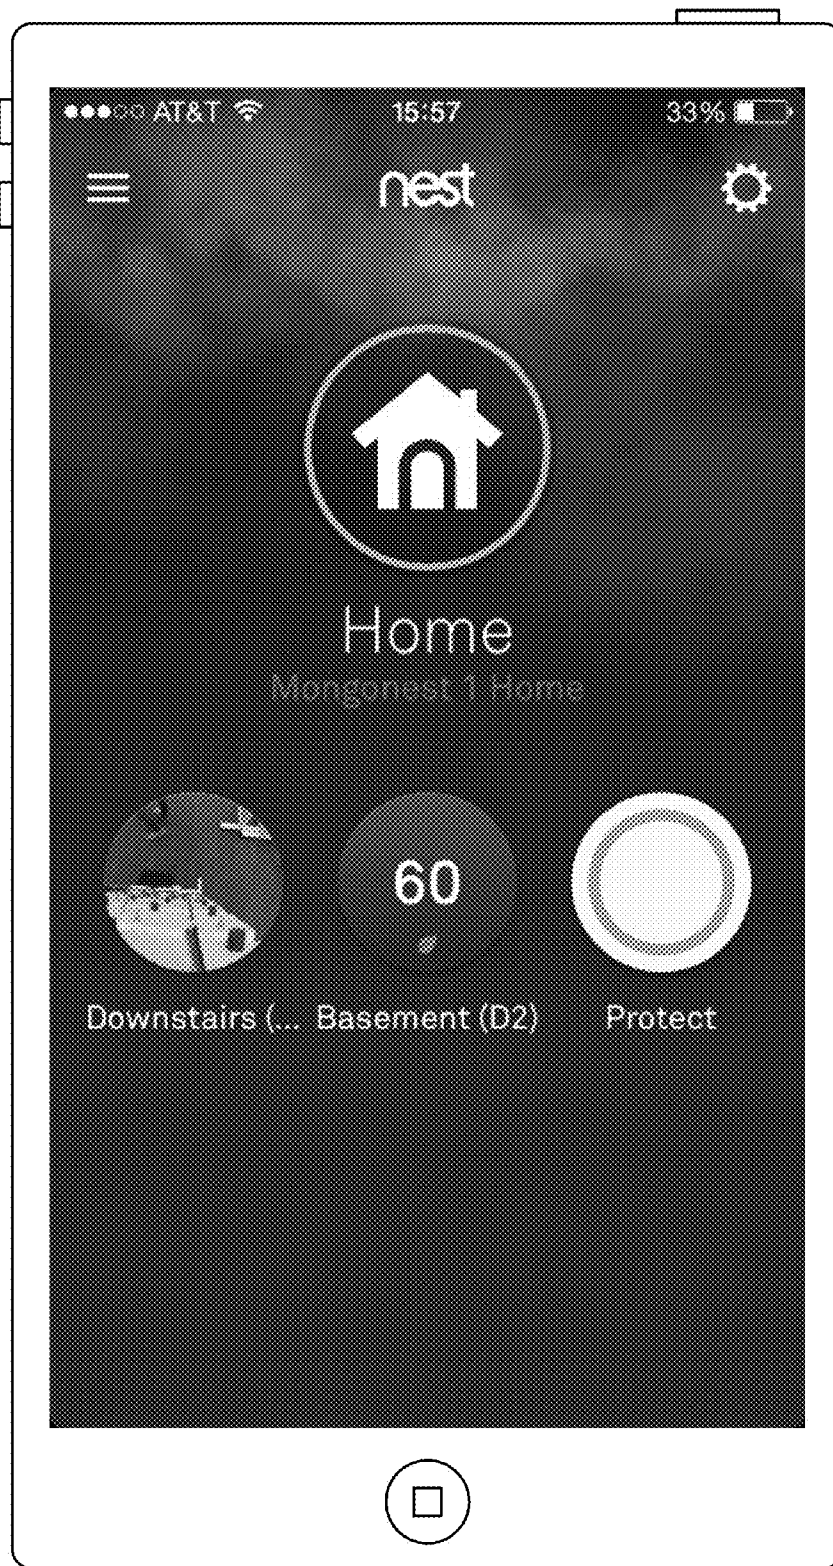 AT&T 15:57 33%
nest
Home
Mongonest 1 Home
60
Downstairs (... Basement (D2) Protect